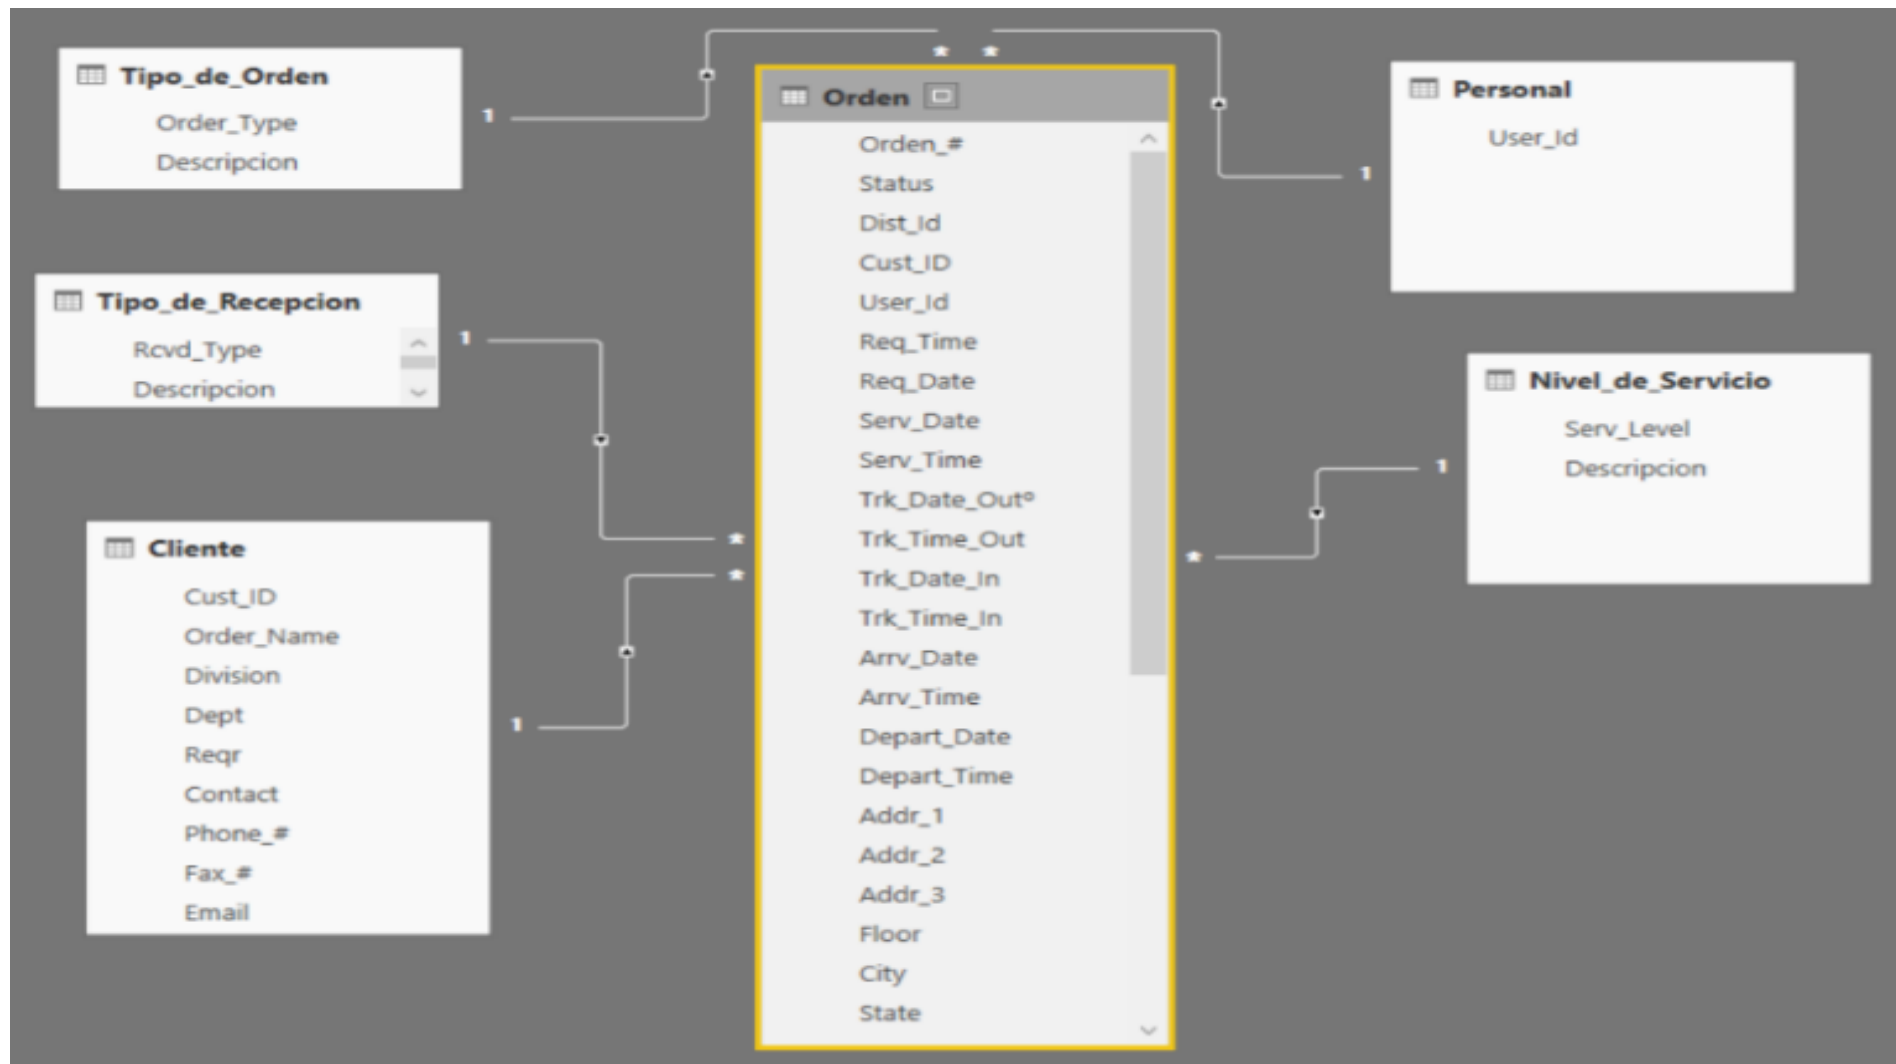 Tipo_de_Orden
Order_Type
Descripcion
1
Tipo_de_Recepcion
Rcvd_Type
Descripcion
1
Cliente
Cust_ID
Order_Name
Division
Dept
Reqr
Contact
Phone_#
Fax_#
Email
1
* *
*
*
Orden
Orden_#
Status
Dist_Id
Cust_ID
User_Id
Req_Time
Req_Date
Serv_Date
Serv_Time
Trk_Date_Outº
Trk_Time_Out
Trk_Date_In
Trk_Time_In
Arrv_Date
Arrv_Time
Depart_Date
Depart_Time
Addr_1
Addr_2
Addr_3
Floor
City
State
Personal
User_Id
1
Nivel_de_Servicio
Serv_Level
Descripcion
1
*